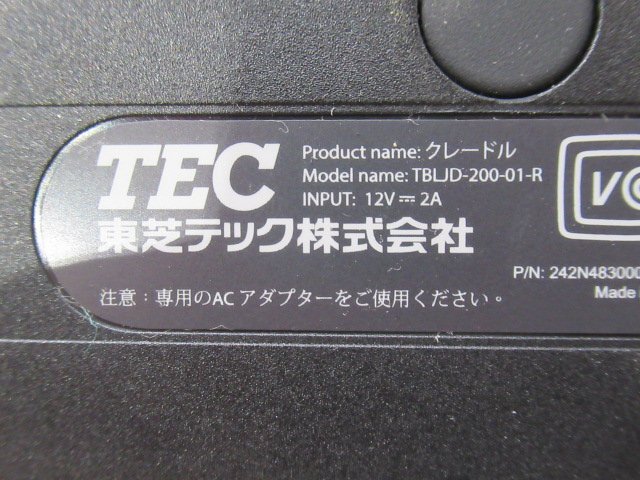 TEC
Product name: クレードル
Model name: TBLJD-200-01-R
INPUT: 12V⎓2A
東芝テック株式会社
P/N: 242N483000
Made
注意：専用のAC アダプターをご使用ください。